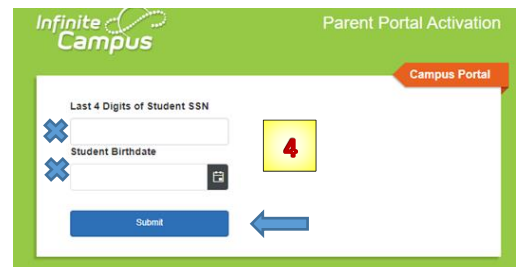 Infinite
Campus
Parent Portal Activation
Campus Portal
Last 4 Digits of Student SSN
4
Student Birthdate
Submit